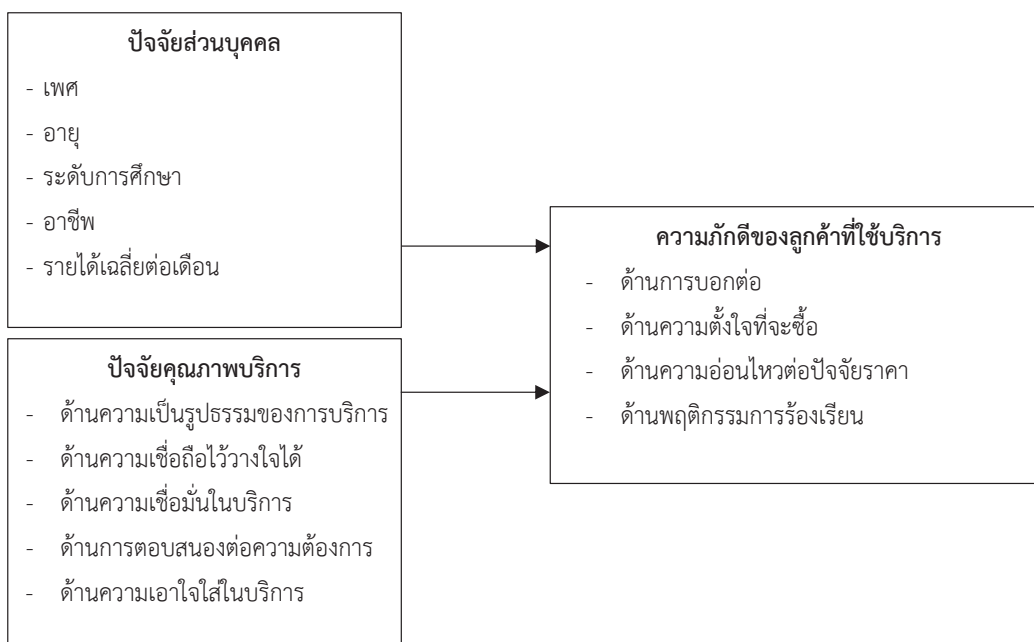 ปัจจัยส่วนบุคคล
- เพศ
- อายุ
- ระดับการศึกษา
- อาชีพ
- รายได้เฉลี่ยต่อเดือน
ปัจจัยคุณภาพบริการ
- ด้านความเป็นรูปธรรมของการบริการ
- ด้านความเชื่อถือไว้วางใจได้
- ด้านความเชื่อมั่นในบริการ
- ด้านการตอบสนองต่อความต้องการ
- ด้านความเอาใจใส่ในบริการ
ความภักดีของลูกค้าที่ใช้บริการ
- ด้านการบอกต่อ
- ด้านความตั้งใจที่จะซื้อ
- ด้านความอ่อนไหวต่อปัจจัยราคา
- ด้านพฤติกรรมการร้องเรียน